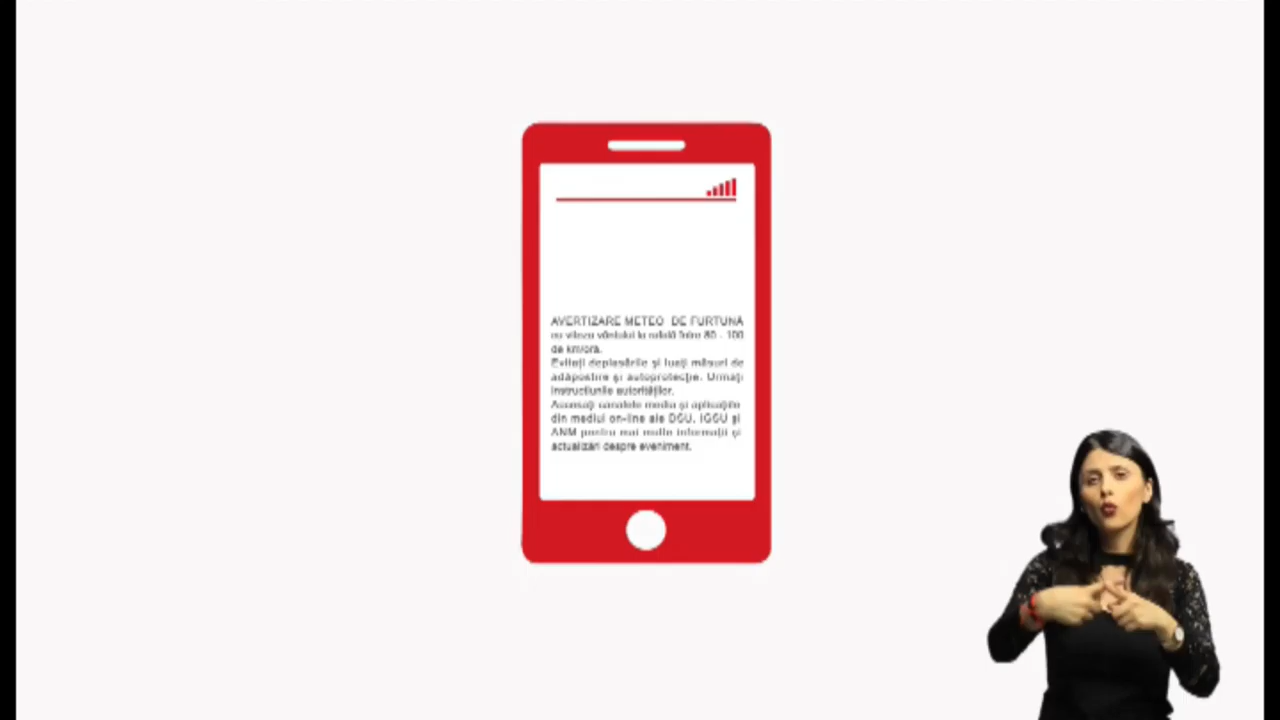 AVERTIZARE METEO DE FURTUNĂ
cu viteza vântului la rafală între 80 - 100
de km/oră.
Evitați deplasările și luați măsuri de
adăpostire și autoprotecție. Urmați
instrucțiunile autorităților.
Accesați canalele media și aplicațiile
din mediul on-line ale DSU, IGSU și
ANM pentru mai multe informații și
actualizări despre eveniment.